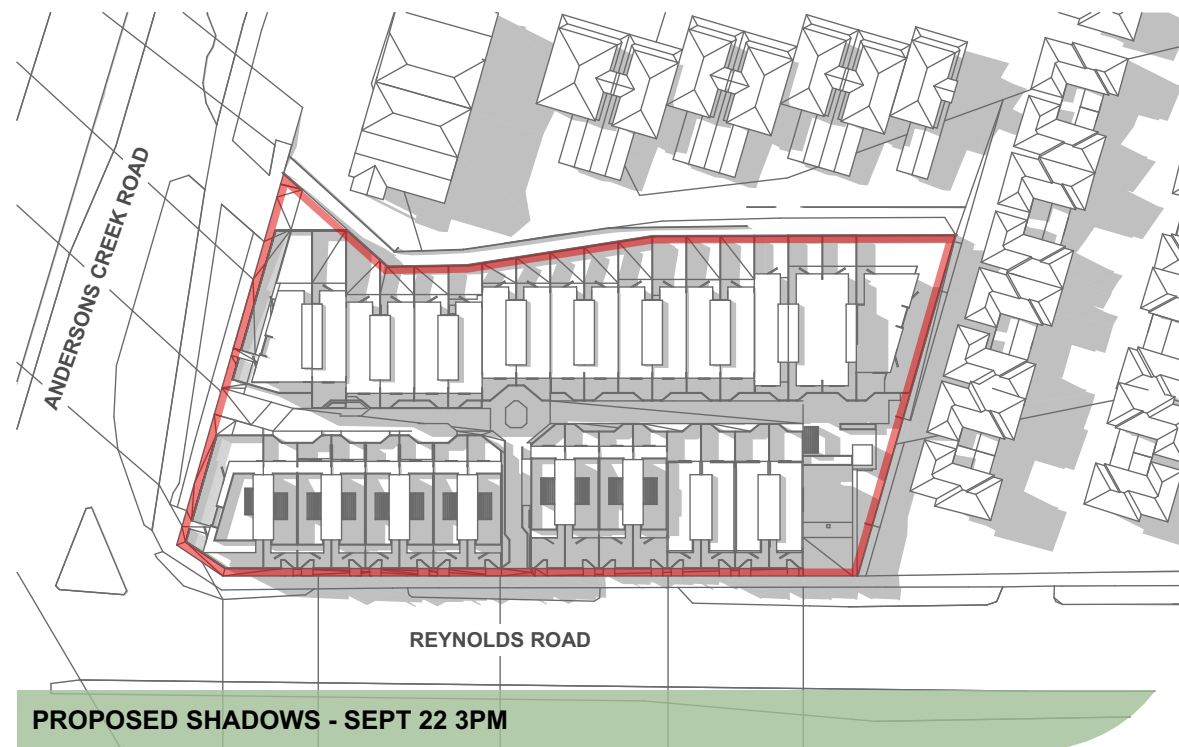 ANDERSONS CREEK ROAD
REYNOLDS ROAD
PROPOSED SHADOWS - SEPT 22 3PM